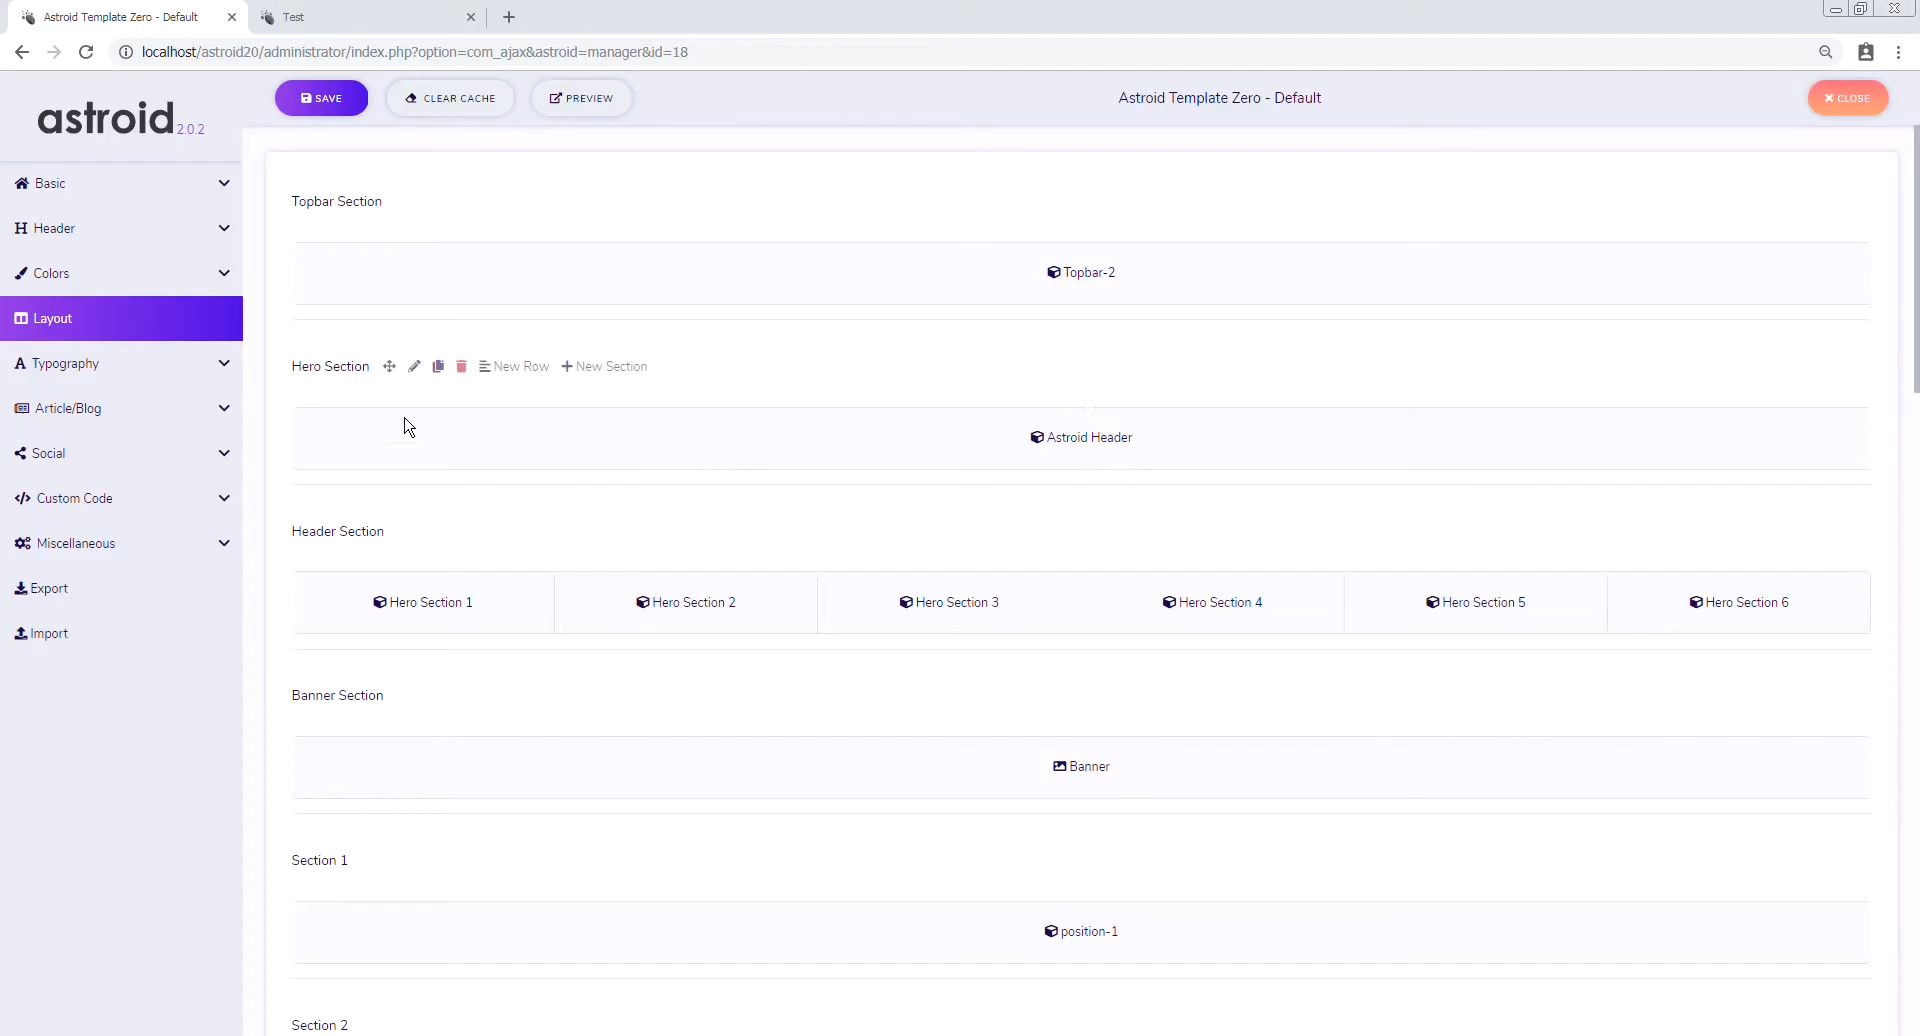 Astroid Template Zero - Default
Test
localhost/astroid20/administrator/index.php?option=com_ajax&astroid=manager&id=18
astroid 2.0.2
SAVE
CLEAR CACHE
PREVIEW
Astroid Template Zero - Default
CLOSE
Basic
Header
Colors
Layout
Typography
Article/Blog
Social
Custom Code
Miscellaneous
Export
Import
Topbar Section
Topbar-2
Hero Section
New Row
New Section
Astroid Header
Header Section
Hero Section 1
Hero Section 2
Hero Section 3
Hero Section 4
Hero Section 5
Hero Section 6
Banner Section
Banner
Section 1
position-1
Section 2